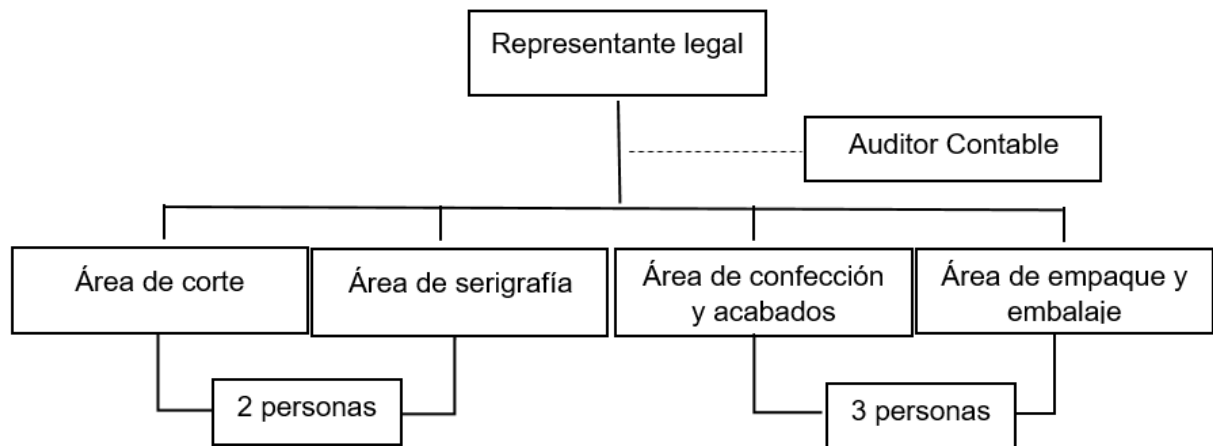 Representante legal
Auditor Contable
Área de corte
Área de serigrafía
Área de confección
y acabados
Área de empaque y
embalaje
2 personas
3 personas